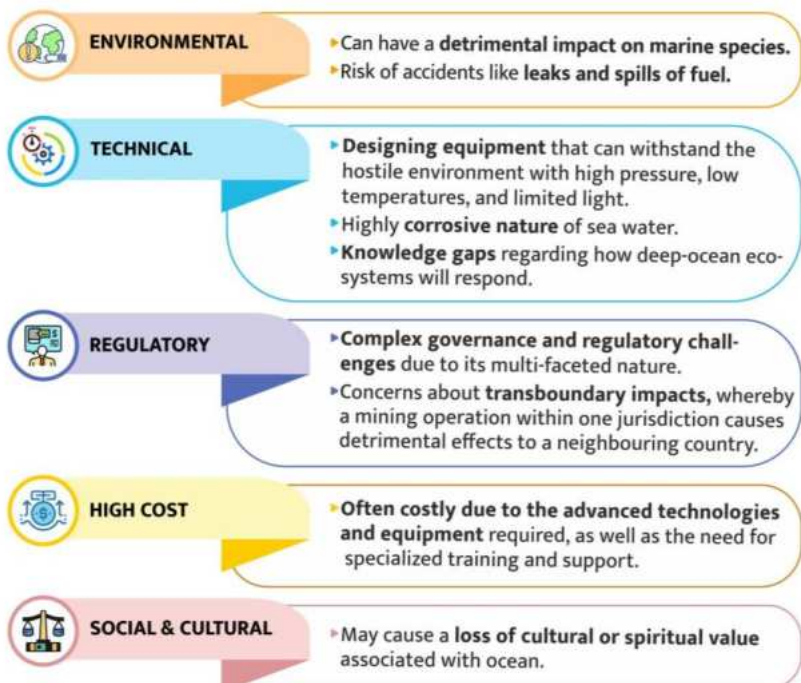 ENVIRONMENTAL
▸Can have a detrimental impact on marine species.
▸Risk of accidents like leaks and spills of fuel.
TECHNICAL
▸Designing equipment that can withstand the
hostile environment with high pressure, low
temperatures, and limited light.
▸Highly corrosive nature of sea water.
▸Knowledge gaps regarding how deep-ocean eco-
systems will respond.
REGULATORY
▸Complex governance and regulatory chall-
enges due to its multi-faceted nature.
▸Concerns about transboundary impacts, whereby
a mining operation within one jurisdiction causes
detrimental effects to a neighbouring country.
HIGH COST
▸Often costly due to the advanced technologies
and equipment required, as well as the need for
specialized training and support.
SOCIAL & CULTURAL
▸May cause a loss of cultural or spiritual value
associated with ocean.